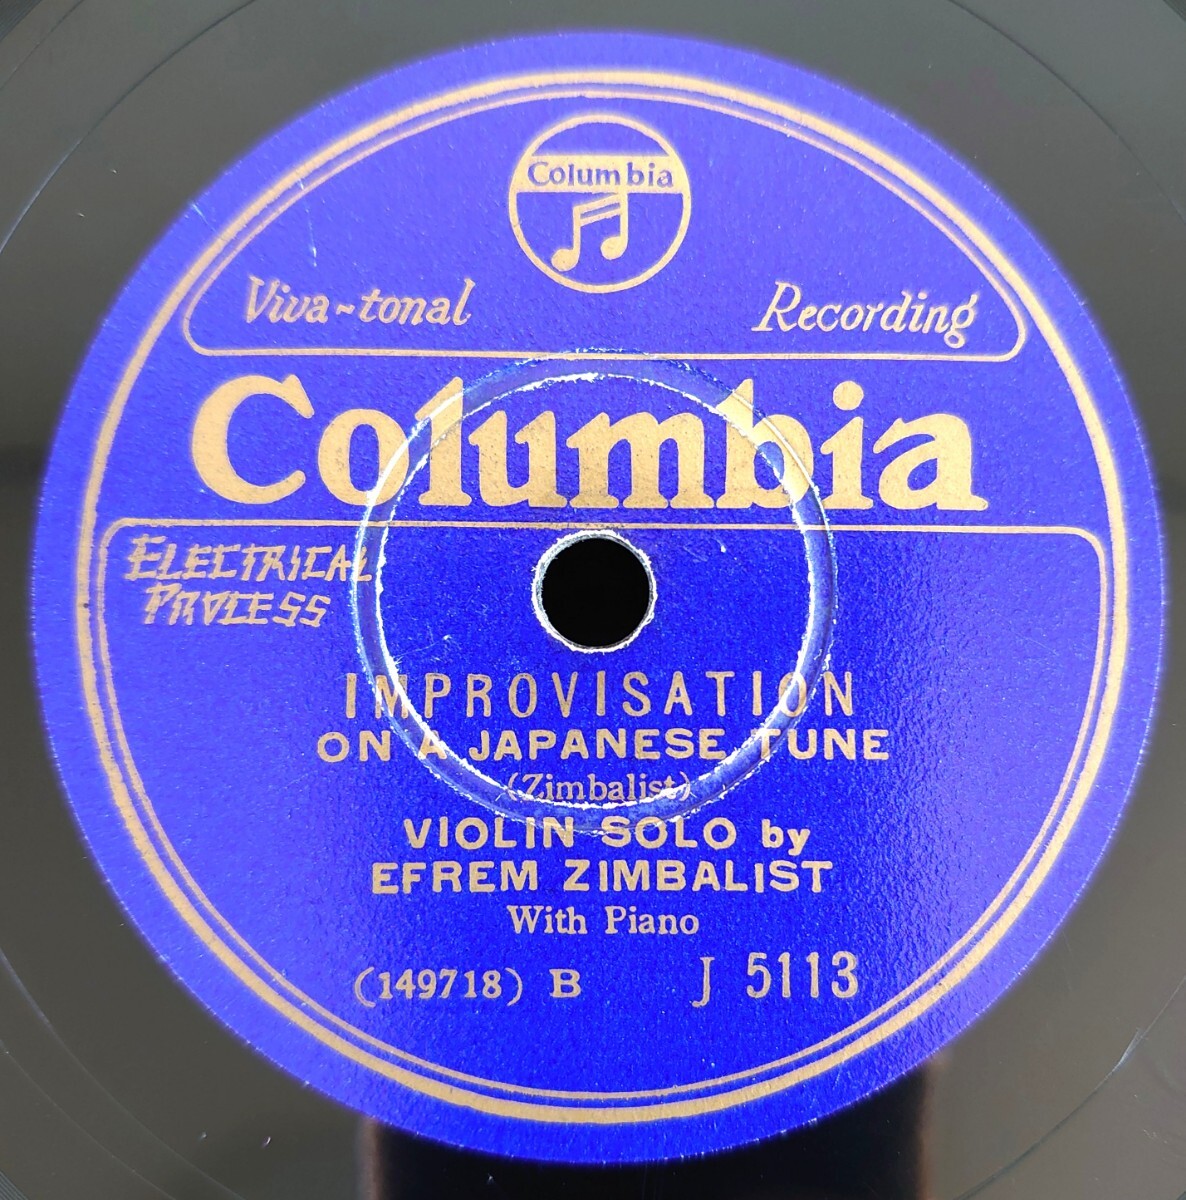 Columbia
Viva-tonal Recording
Columbia
ELECTRICAL
PROCESS
IMPROVISATION
ON A JAPANESE TUNE
(Zimbalist)
VIOLIN SOLO by
EFREM ZIMBALIST
With Piano
(149718) B J 5113